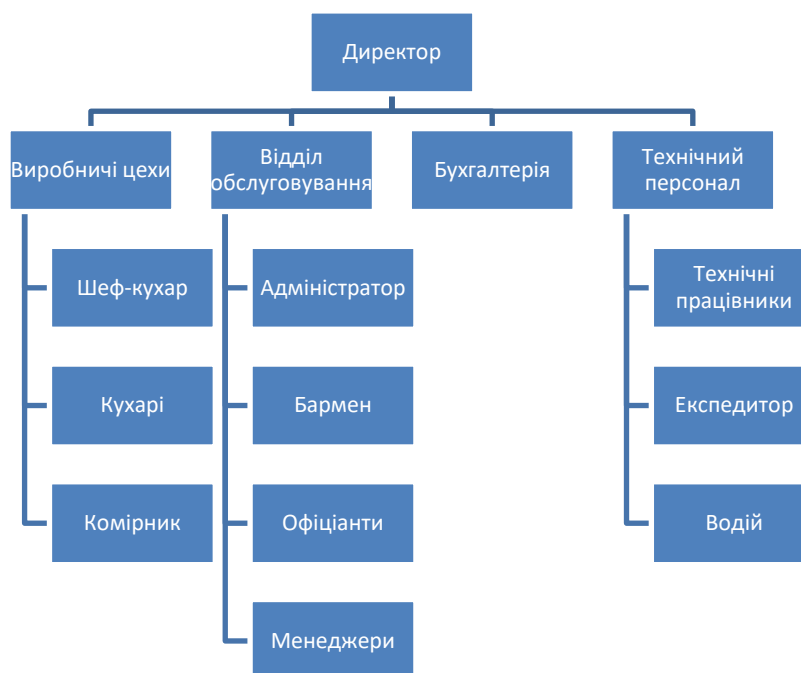 Директор
Виробничі цехи
Відділ
обслуговування
Бухгалтерія
Технічний
персонал
Шеф-кухар
Адміністратор
Технічні
працівники
Кухарі
Бармен
Експедитор
Комірник
Офіціанти
Водій
Менеджери